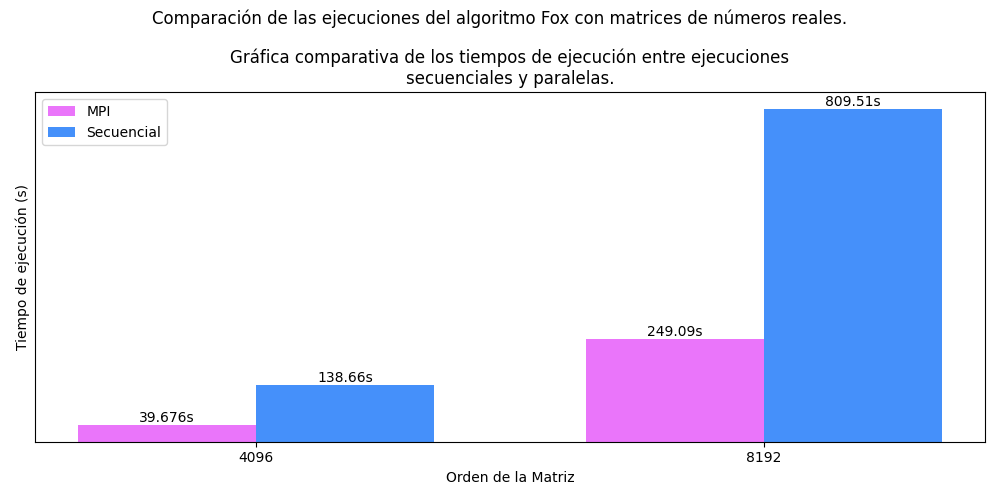 Comparación de las ejecuciones del algoritmo Fox con matrices de números reales.
Gráfica comparativa de los tiempos de ejecución entre ejecuciones
secuenciales y paralelas.
MPI
Secuencial
809.51s
249.09s
138.66s
39.676s
Tiempo de ejecución (s)
4096
8192
Orden de la Matriz